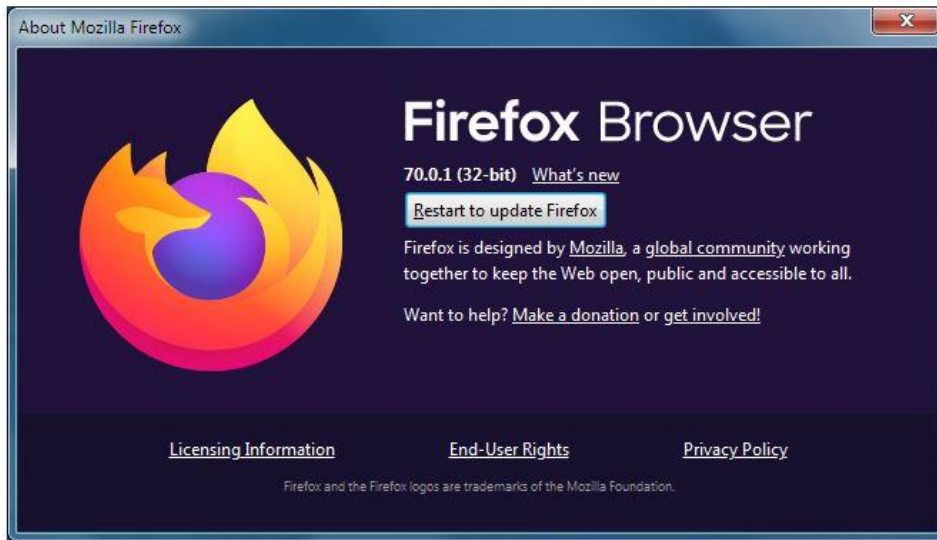 About Mozilla Firefox
Firefox Browser
70.0.1 (32-bit) What's new
Restart to update Firefox
Firefox is designed by Mozilla, a global community working
together to keep the Web open, public and accessible to all.
Want to help? Make a donation or get involved!
Licensing Information End-User Rights Privacy Policy
Firefox and the Firefox logos are trademarks of the Mozilla Foundation.